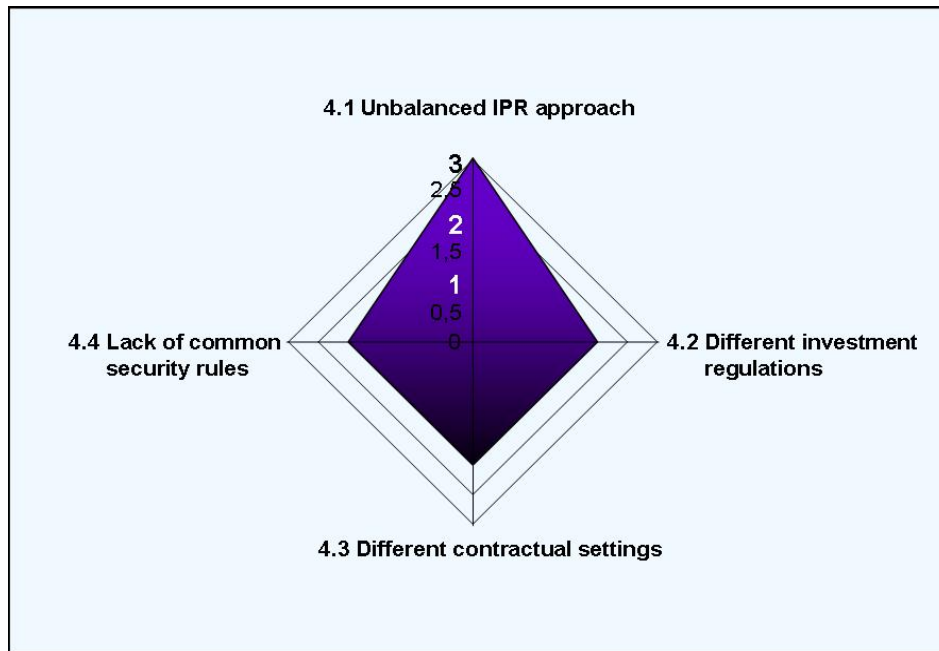 4.1 Unbalanced IPR approach
3
2,5
2
1,5
1
0,5
0
4.4 Lack of common
security rules
4.2 Different investment
regulations
4.3 Different contractual settings